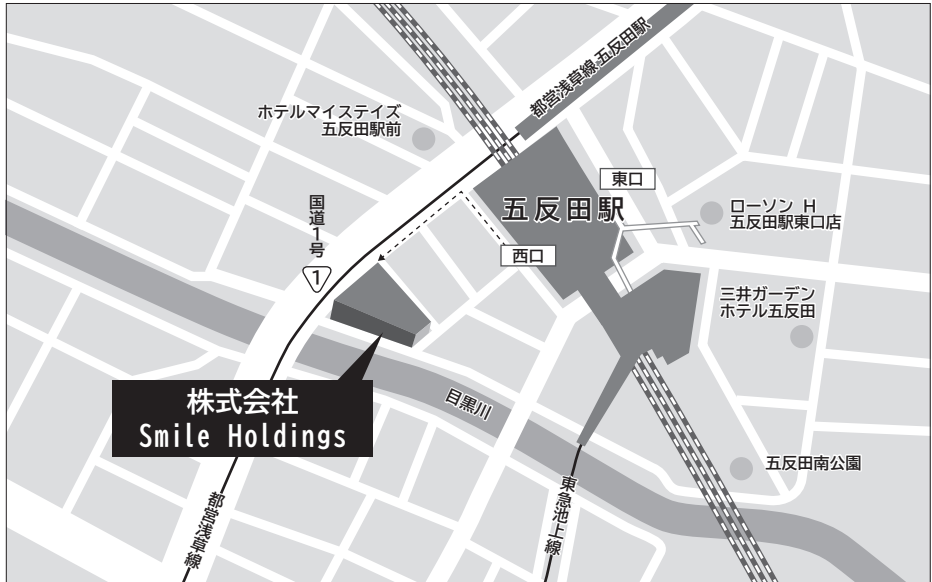 都営浅草線 五反田駅
ホテルマイステイズ
五反田駅前
東口
五反田駅
ローソン H
五反田駅東口店
国道1号
1
西口
三井ガーデン
ホテル五反田
株式会社
Smile Holdings
目黒川
五反田南公園
都営浅草線
東急池上線